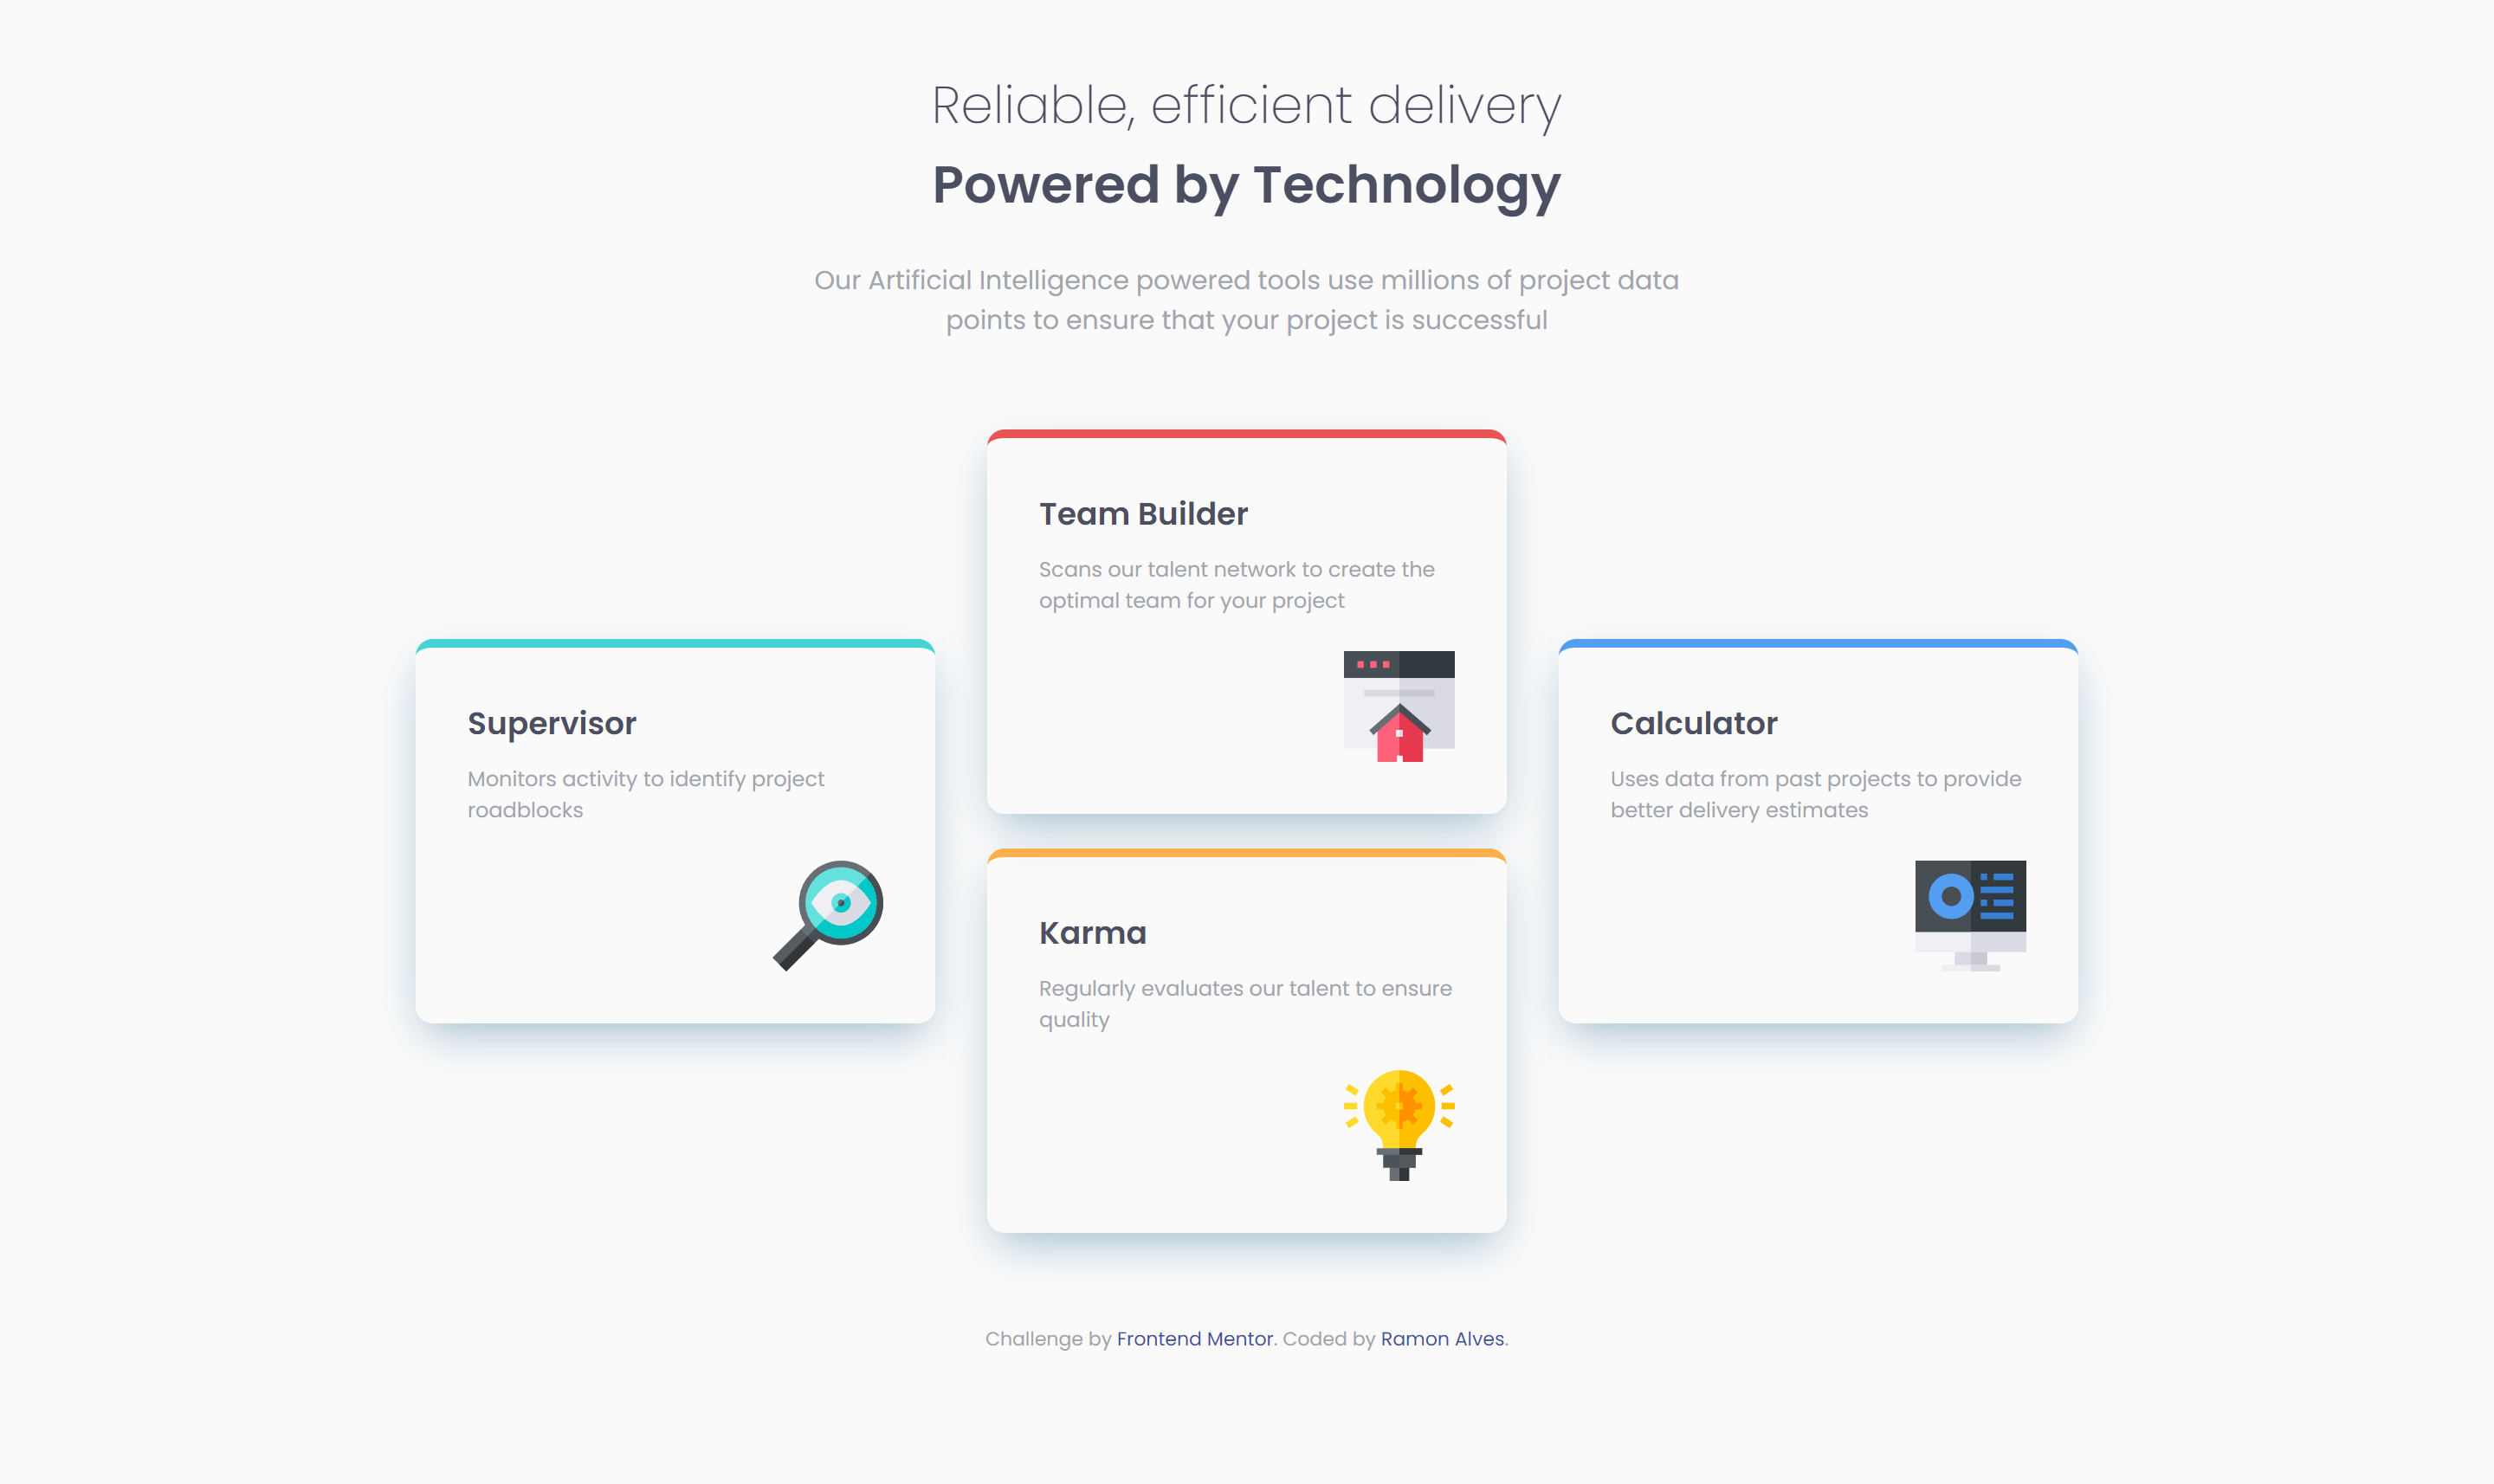 Reliable, efficient delivery
Powered by Technology
Our Artificial Intelligence powered tools use millions of project data
points to ensure that your project is successful
Supervisor
Monitors activity to identify project
roadblocks
Team Builder
Scans our talent network to create the
optimal team for your project
Karma
Regularly evaluates our talent to ensure
quality
Calculator
Uses data from past projects to provide
better delivery estimates
Challenge by Frontend Mentor. Coded by Ramon Alves.